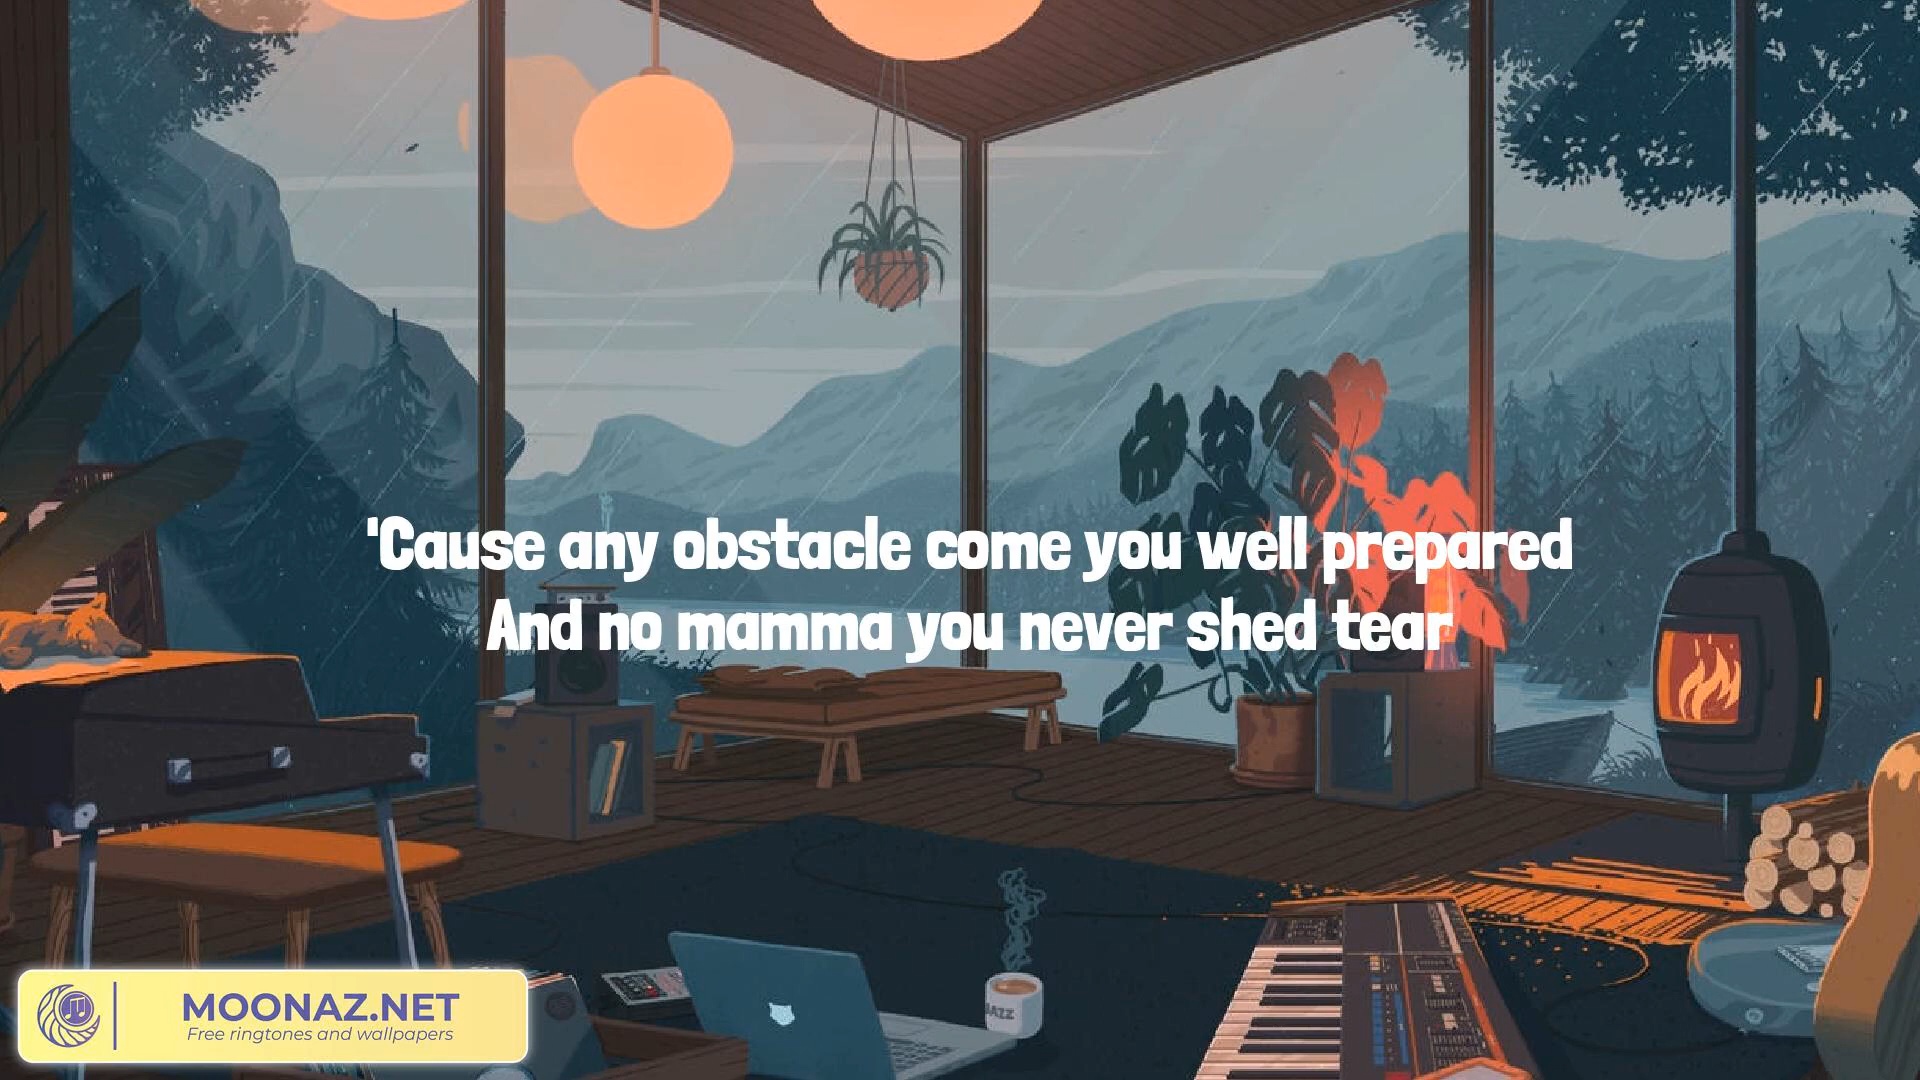 'Cause any obstacle come you well prepared
And no mamma you never shed tear
MOONAZ.NET
Free ringtones and wallpapers
JAZZ